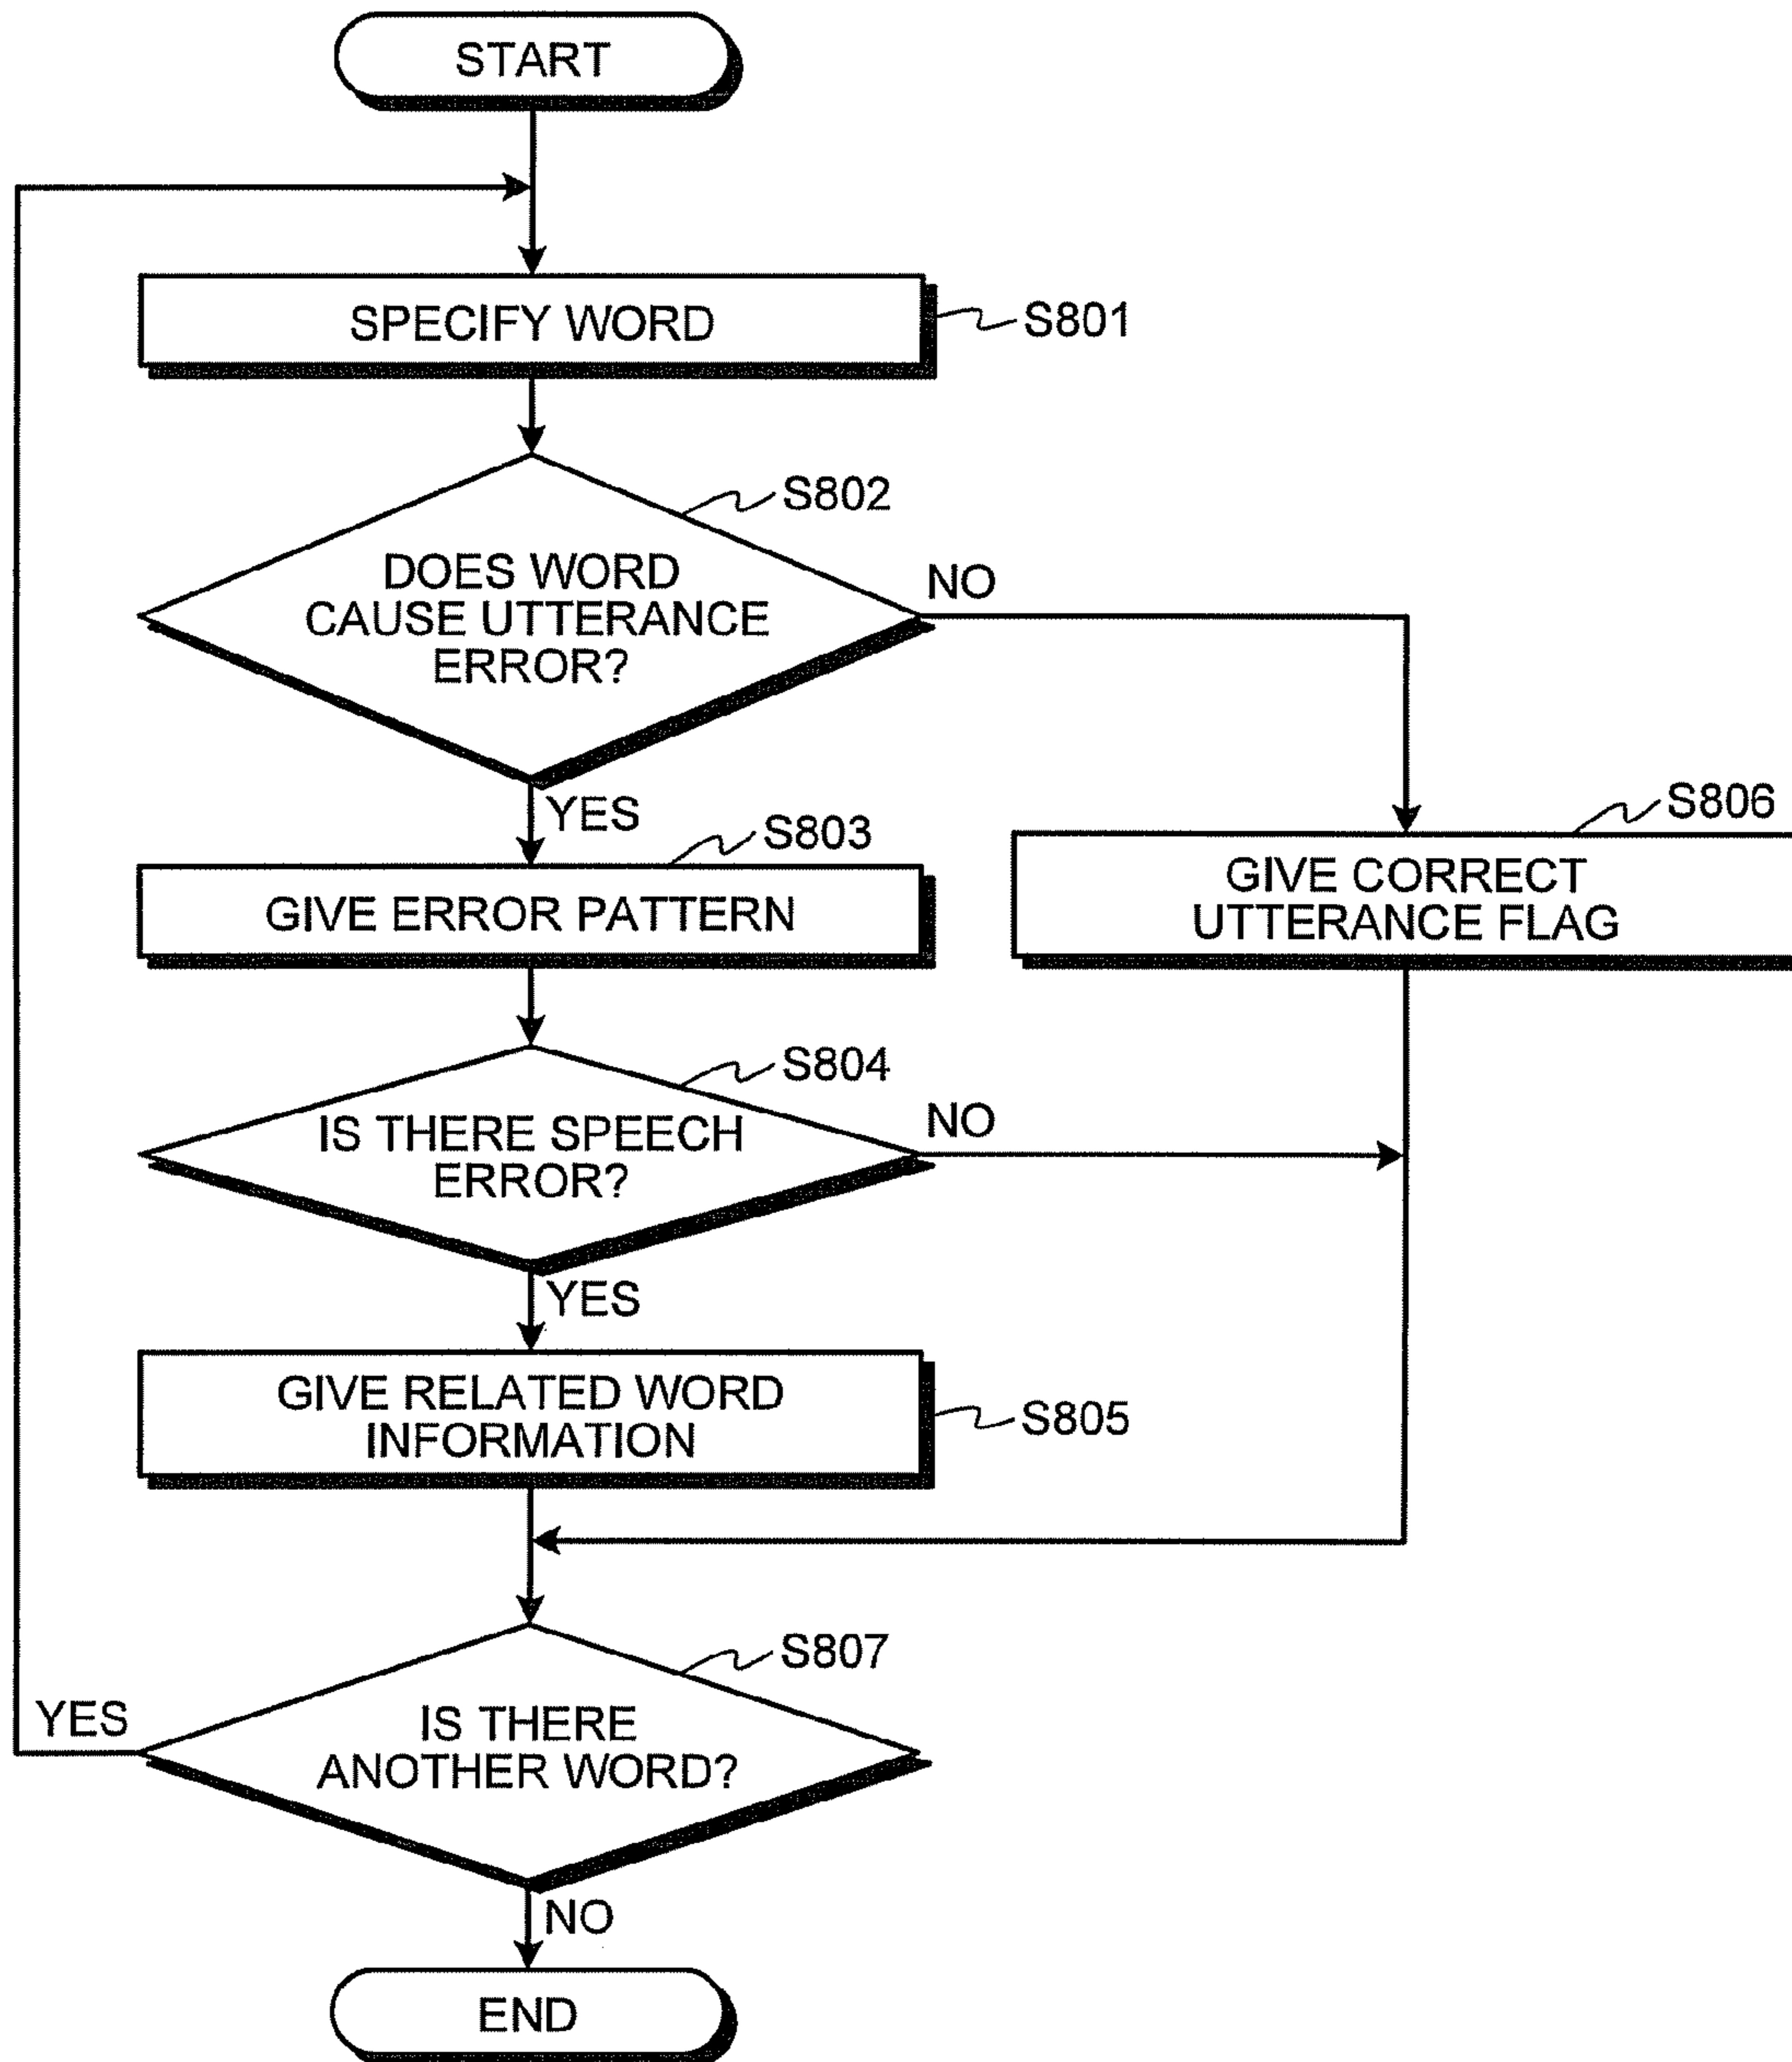 START
SPECIFY WORD
S801
S802
DOES WORD
CAUSE UTTERANCE
ERROR?
NO
YES
S803
GIVE ERROR PATTERN
S806
GIVE CORRECT
UTTERANCE FLAG
S804
IS THERE SPEECH
ERROR?
NO
YES
GIVE RELATED WORD
INFORMATION
S805
S807
IS THERE
ANOTHER WORD?
YES
NO
END